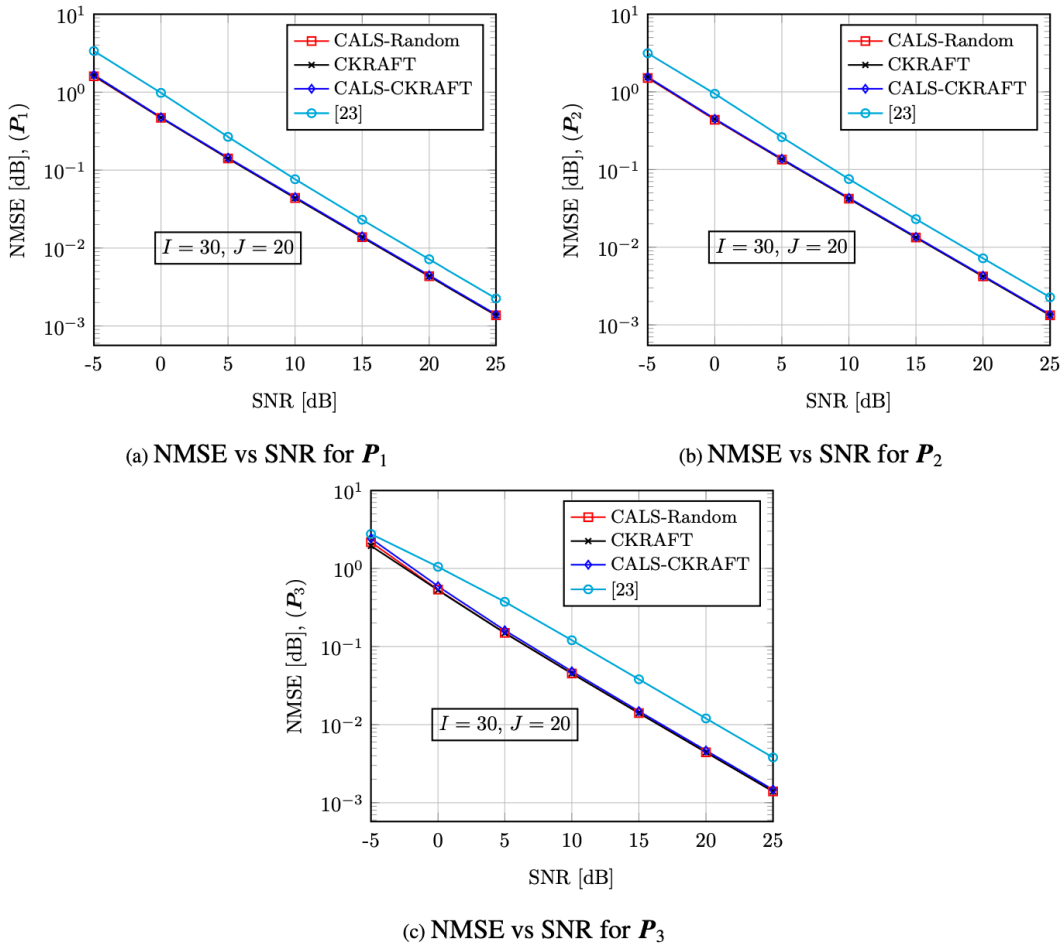 10^1
10^0
10^-1
10^-2
10^-3
-5 0 5 10 15 20 25
NMSE [dB], (P_1)
SNR [dB]
CALS-Random
CKRAFT
CALS-CKRAFT
[23]
I = 30, J = 20
(a) NMSE vs SNR for P_1
10^1
10^0
10^-1
10^-2
10^-3
-5 0 5 10 15 20 25
NMSE [dB], (P_2)
SNR [dB]
CALS-Random
CKRAFT
CALS-CKRAFT
[23]
I = 30, J = 20
(b) NMSE vs SNR for P_2
10^1
10^0
10^-1
10^-2
10^-3
-5 0 5 10 15 20 25
NMSE [dB], (P_3)
SNR [dB]
CALS-Random
CKRAFT
CALS-CKRAFT
[23]
I = 30, J = 20
(c) NMSE vs SNR for P_3